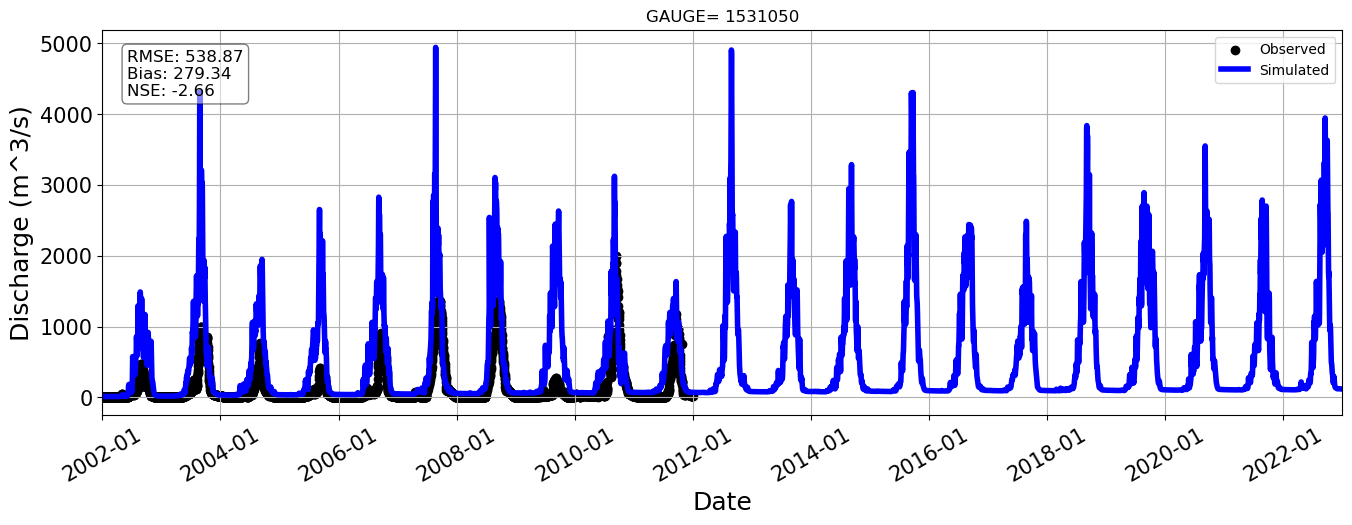 GAUGE= 1531050
RMSE: 538.87
Bias: 279.34
NSE: -2.66
Observed
Simulated
Discharge (m^3/s)
5000
4000
3000
2000
1000
0
2002-01
2004-01
2006-01
2008-01
2010-01
2012-01
2014-01
2016-01
2018-01
2020-01
2022-01
Date